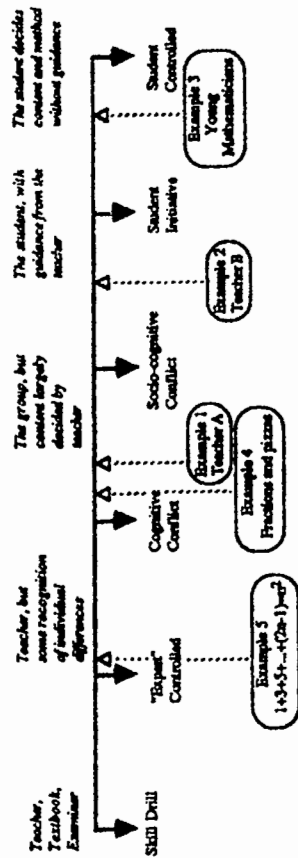 Teacher,
Textbook,
Examiner
Teacher, but
some recognition
of individual
differences
The group, but
content largely
decided by
teacher
The student, with
guidance from the
teacher
The student decides
content and method
without guidance
Skill Drill
"Expert"
Controlled
Cognitive
Conflict
Socio-cognitive
Conflict
Student
Initiative
Student
Controlled
Example 5
1+3+5+...+(2n-1)=n²
Example 1
Teacher A
Example 4
Fractions and pizzas
Example 2
Teacher B
Example 3
Young
Mathematicians